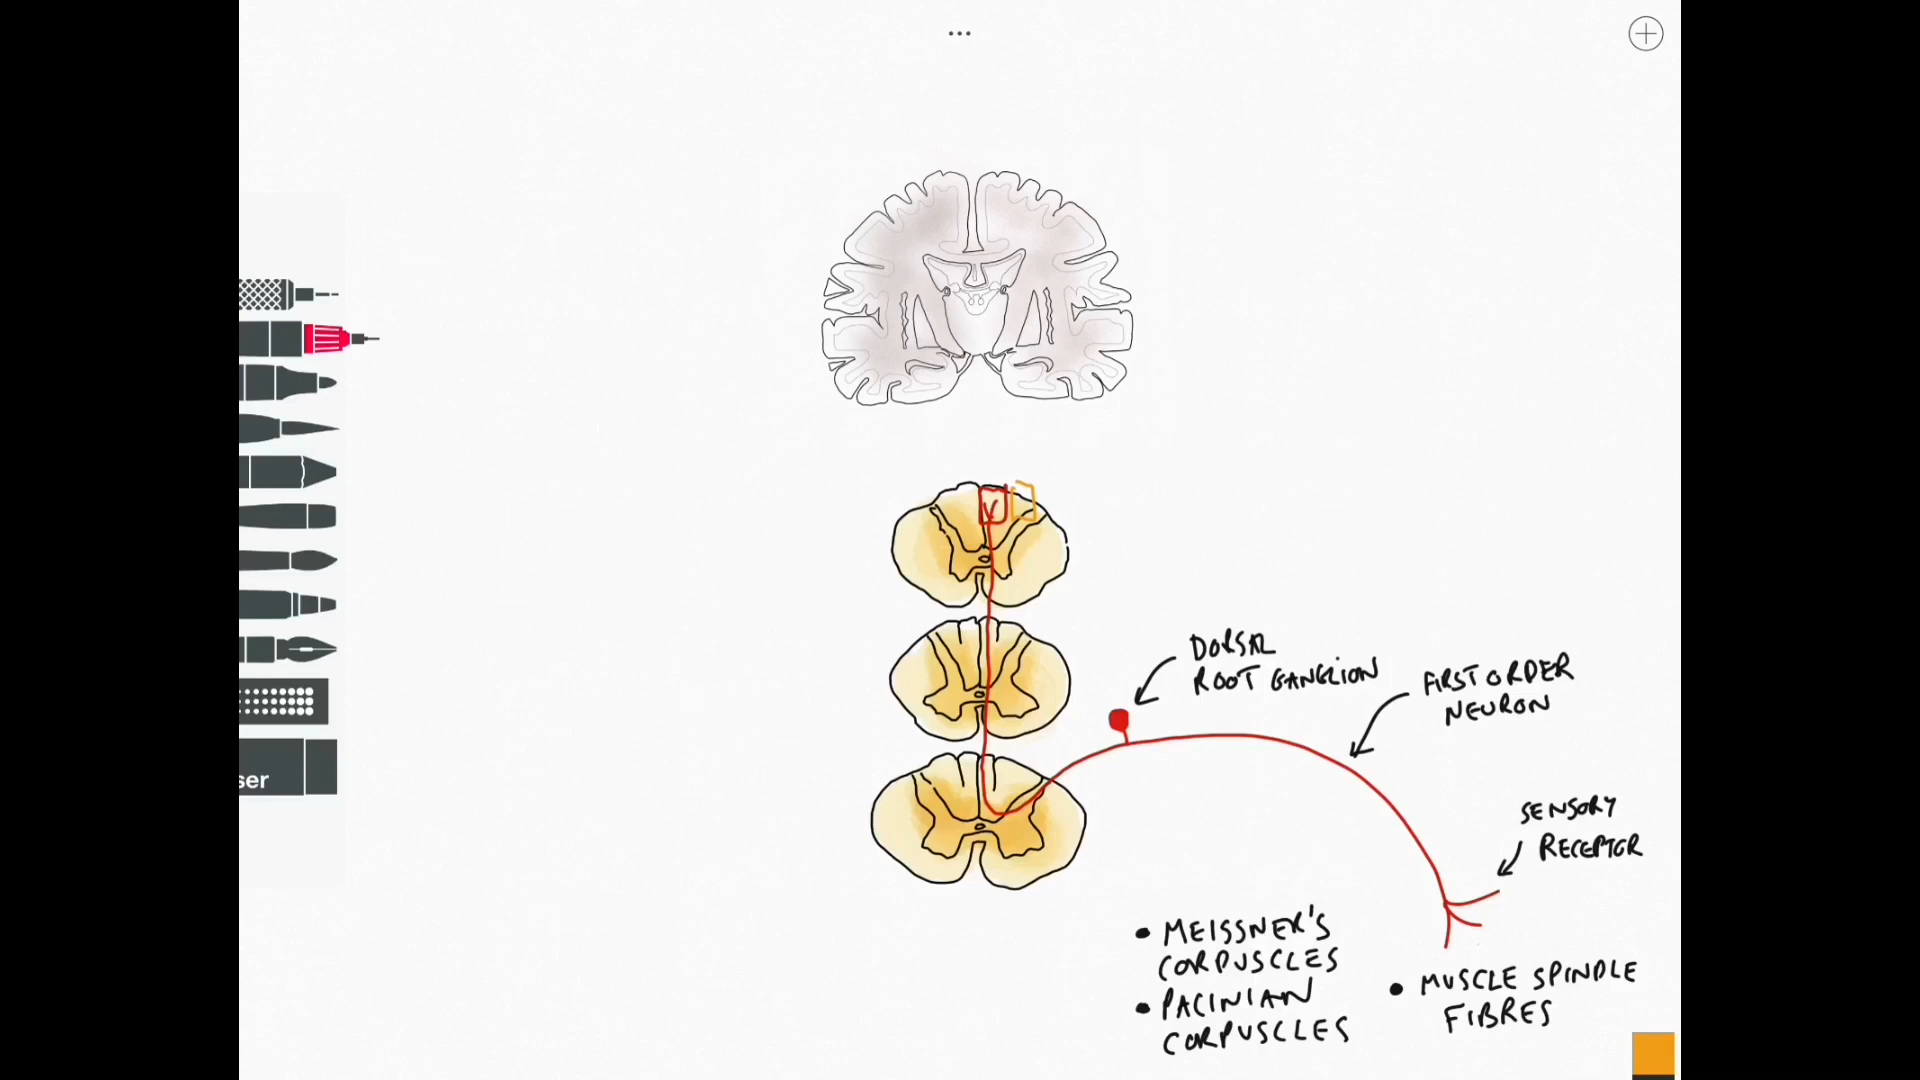 DORSAL
ROOT GANGLION
FIRST ORDER
NEURON
ser
SENSORY
RECEPTOR
• MEISSNER'S
CORPUSCLES
• PACINIAN
CORPUSCLES
• MUSCLE SPINDLE
FIBRES